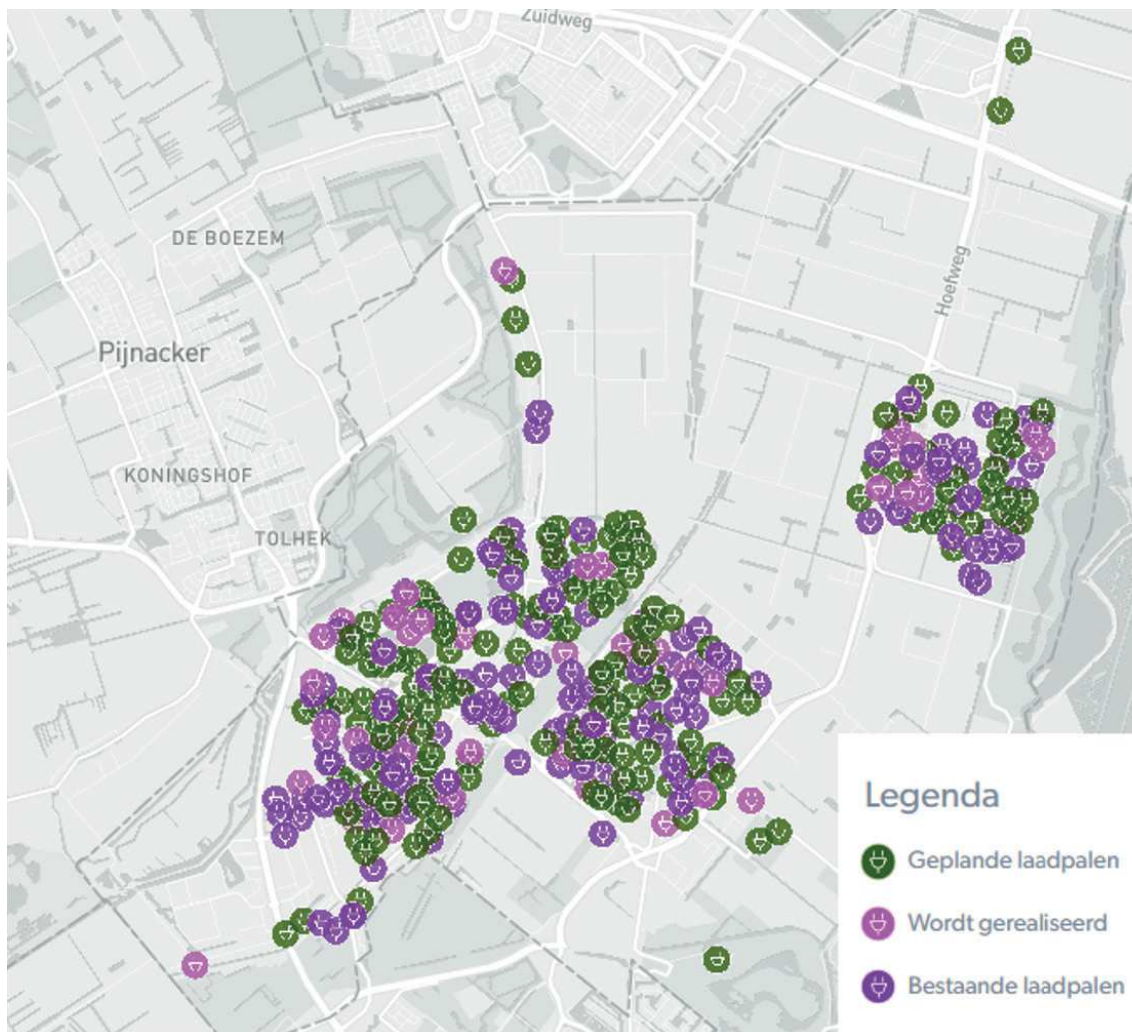 Zuidweg
DE BOEZEM
Hoefweg
Pijnacker
KONINGSHOF
TOLHEK
Legenda
Geplande laadpalen
Wordt gerealiseerd
Bestaande laadpalen